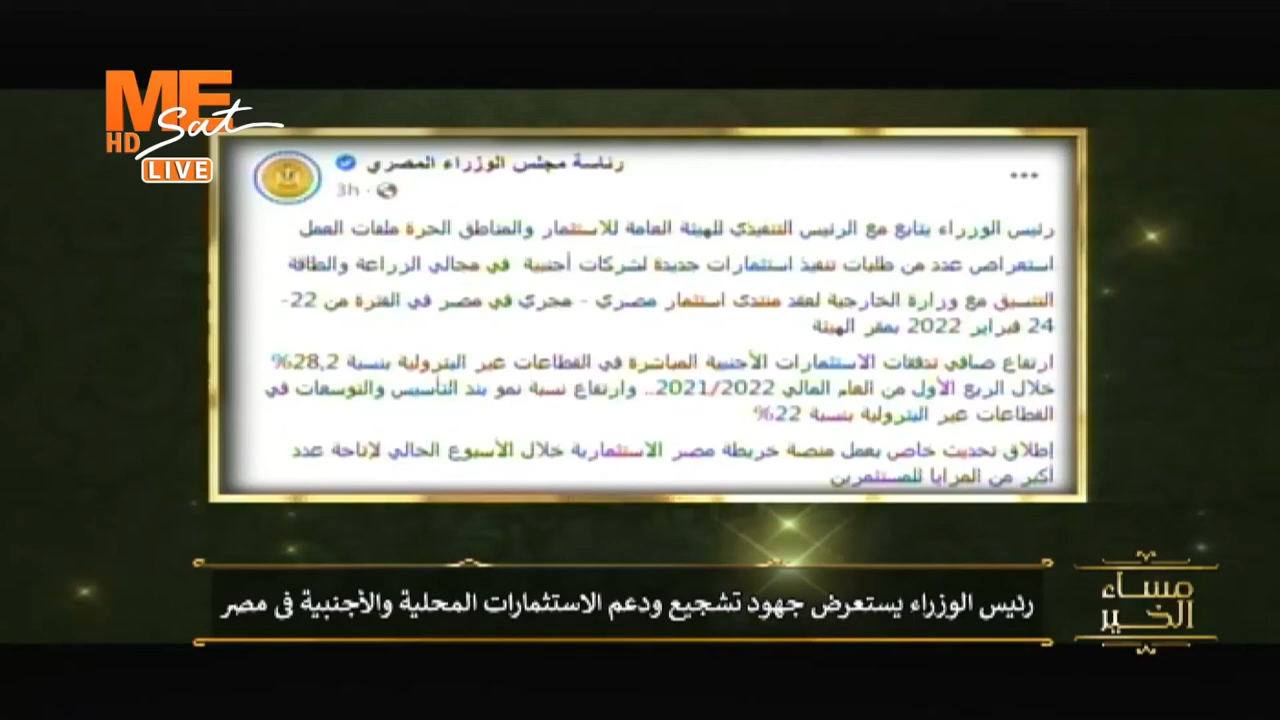 ME
Sat
HD
LIVE
رئاسة مجلس الوزراء المصري
3h
رئيس الوزراء يتابع مع الرئيس التنفيذي للهيئة العامة للاستثمار والمناطق الحرة ملفات العمل
استعراض عدد من طلبات تنفيذ استثمارات جديدة لشركات أجنبية في مجالي الزراعة والطاقة
التنسيق مع وزارة الخارجية لعقد منتدى استثمار مصري - مجري في مصر في الفترة من 22-
24 فبراير 2022 بمقر الهيئة
ارتفاع صافي تدفقات الاستثمارات الأجنبية المباشرة في القطاعات غير البترولية بنسبة 28,2%
خلال الربع الأول من العام المالي 2021/2022.. وارتفاع نسبة نمو بند التأسيس والتوسعات في
القطاعات غير البترولية بنسبة 22%
إطلاق تحديث خاص بعمل منصة خريطة مصر الاستثمارية خلال الأسبوع الحالي لإتاحة عدد
أكبر من المزايا للمستثمرين
رئيس الوزراء يستعرض جهود تشجيع ودعم الاستثمارات المحلية والأجنبية فى مصر
مساء
الخير